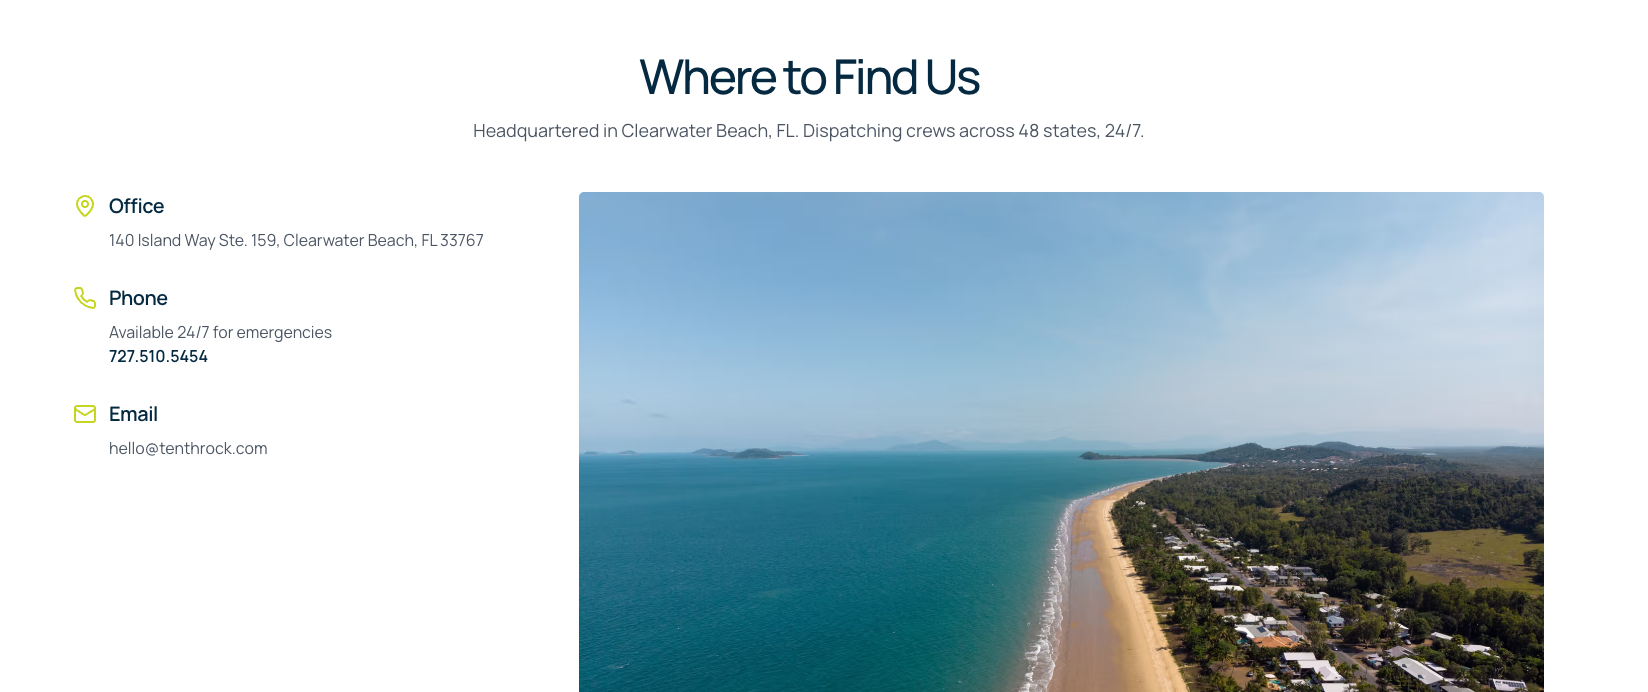 Where to Find Us
Headquartered in Clearwater Beach, FL. Dispatching crews across 48 states, 24/7.
Office
140 Island Way Ste. 159, Clearwater Beach, FL 33767
Phone
Available 24/7 for emergencies
727.510.5454
Email
hello@tenthrock.com